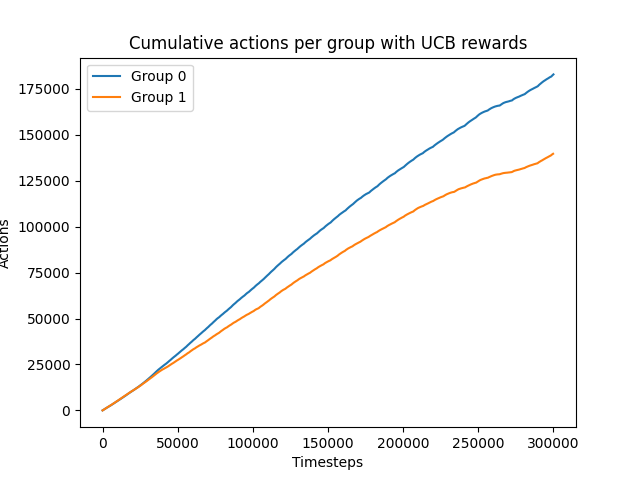 Cumulative actions per group with UCB rewards
Group 0
Group 1
175000
150000
125000
100000
75000
50000
25000
0
Actions
0 50000 100000 150000 200000 250000 300000
Timesteps